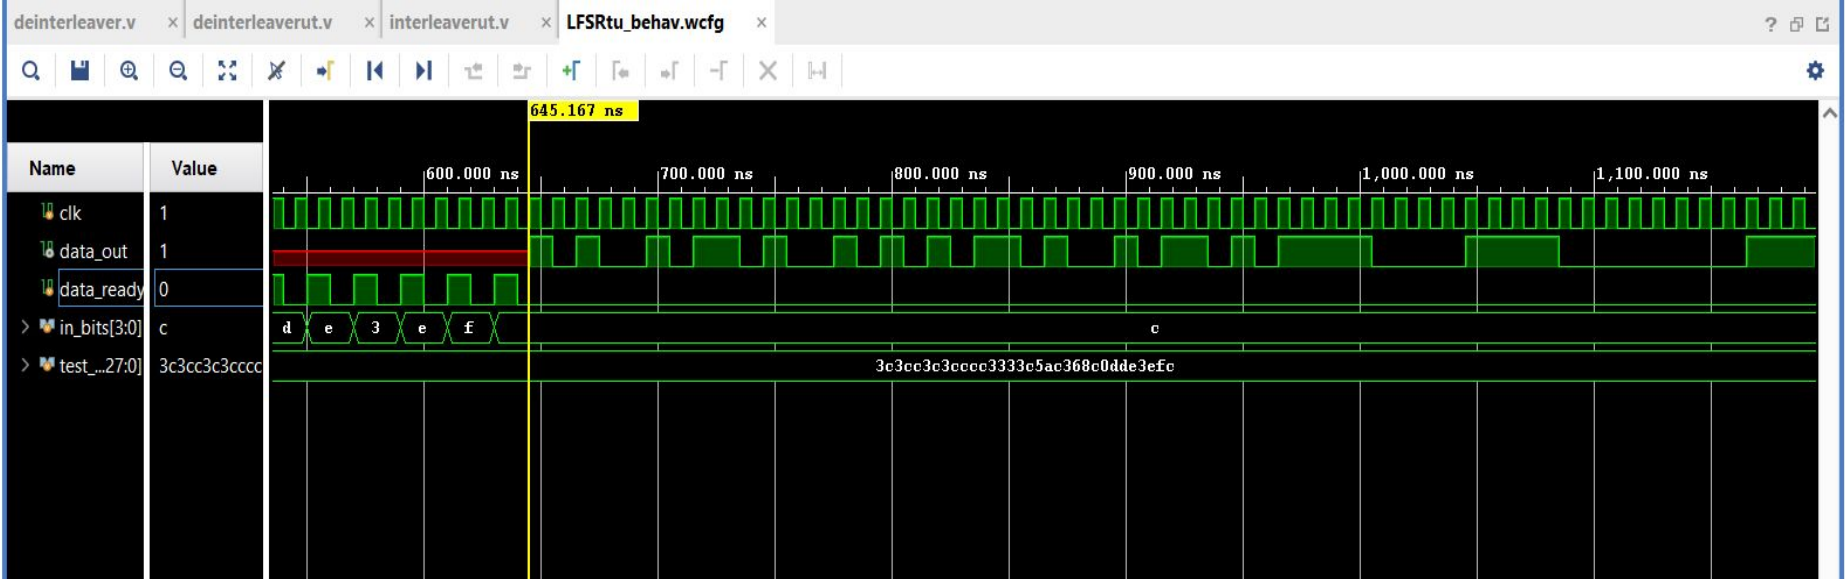 deinterleaver.v × deinterleaverut.v × interleaverut.v × LFSRtu_behav.wcfg × ?
645.167 ns
Name Value 600.000 ns 700.000 ns 800.000 ns 900.000 ns 1,000.000 ns 1,100.000 ns
clk 1
data_out 1
data_ready 0
in_bits[3:0] c d e 3 e f c
test_...27:0] 3c3cc3c3cccc 3c3cc3c3cccc3333c5ac368c0dde3efc